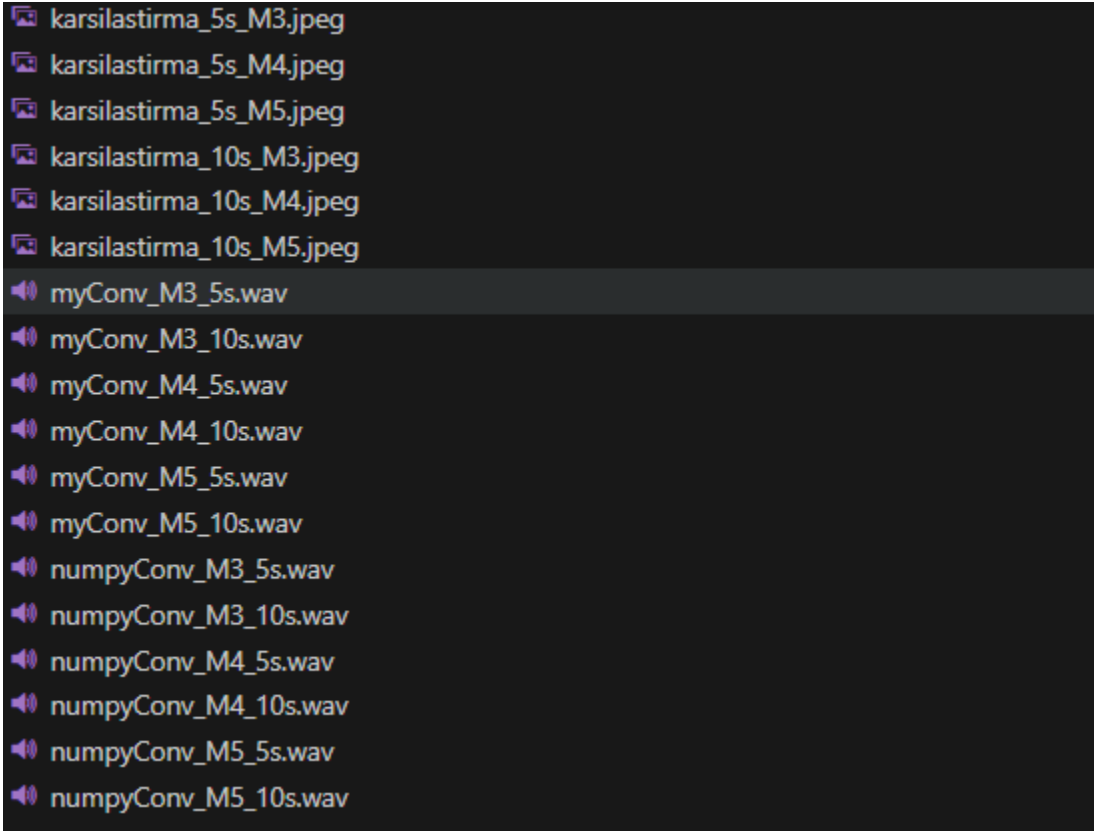 karsilastirma_5s_M3.jpeg
karsilastirma_5s_M4.jpeg
karsilastirma_5s_M5.jpeg
karsilastirma_10s_M3.jpeg
karsilastirma_10s_M4.jpeg
karsilastirma_10s_M5.jpeg
myConv_M3_5s.wav
myConv_M3_10s.wav
myConv_M4_5s.wav
myConv_M4_10s.wav
myConv_M5_5s.wav
myConv_M5_10s.wav
numpyConv_M3_5s.wav
numpyConv_M3_10s.wav
numpyConv_M4_5s.wav
numpyConv_M4_10s.wav
numpyConv_M5_5s.wav
numpyConv_M5_10s.wav